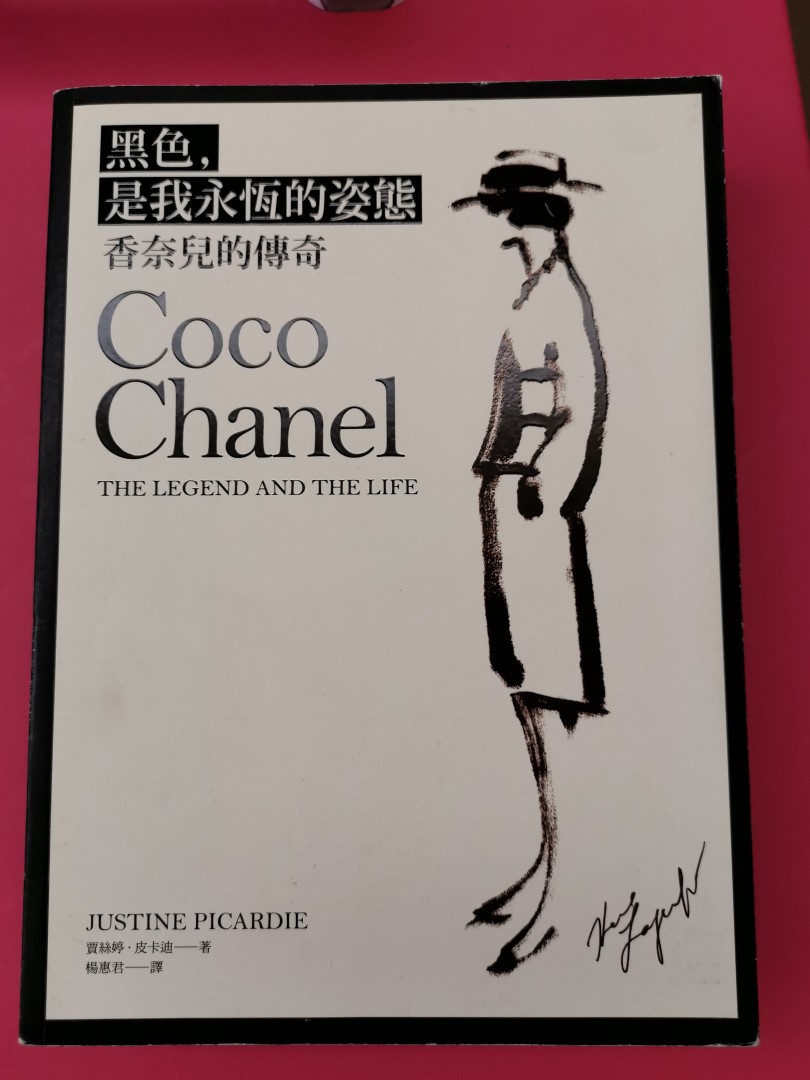 黑色，
是我永恆的姿態
香奈兒的傳奇
Coco
Chanel
THE LEGEND AND THE LIFE
JUSTINE PICARDIE
賈絲婷·皮卡迪——著
楊惠君——譯